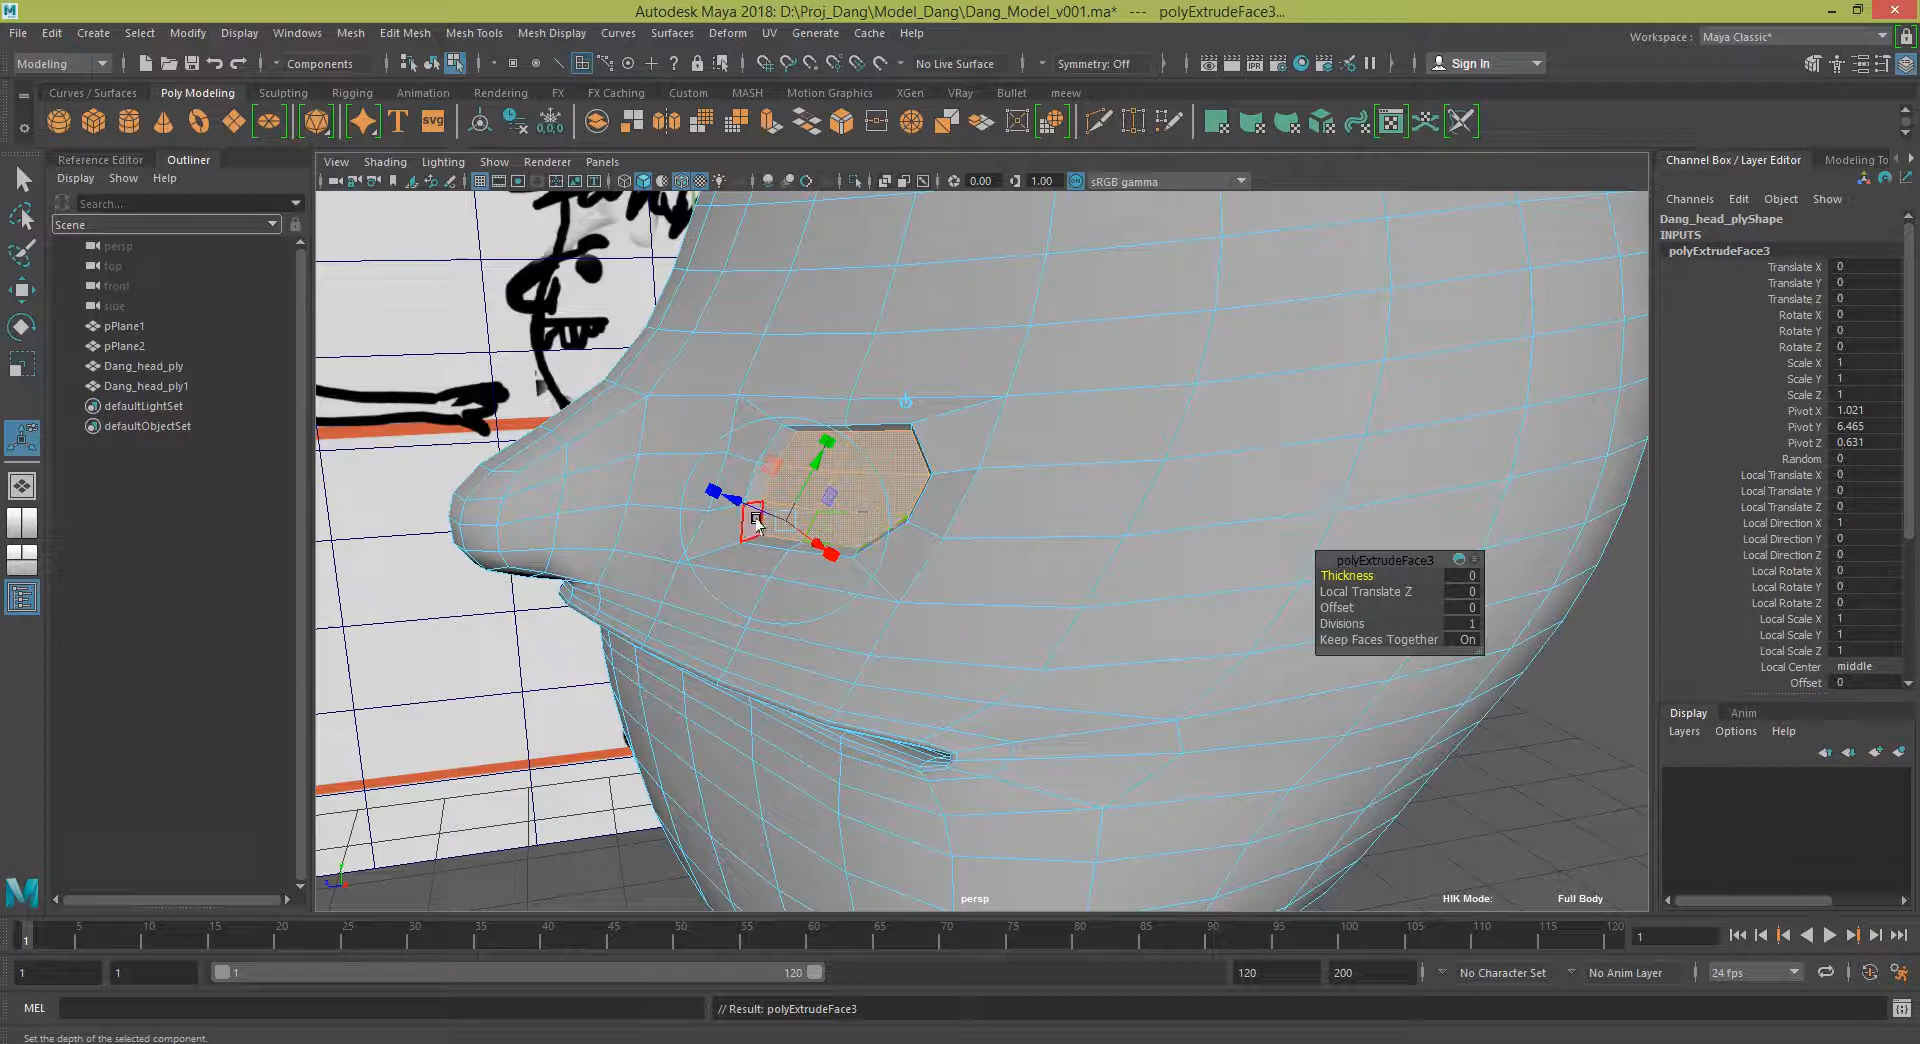 Autodesk Maya 2018: D:\Proj_Dang\Model_Dang\Dang_Model_v001.ma* --- polyExtrudeFace3...
File Edit Create Select Modify Display Windows Mesh Edit Mesh Mesh Tools Mesh Display Curves Surfaces Deform UV Generate Cache Help
Workspace : Maya Classic*
Modeling Components No Live Surface Symmetry: Off Sign In
Curves / Surfaces Poly Modeling Sculpting Rigging Animation Rendering FX FX Caching Custom MASH Motion Graphics XGen VRay Bullet meew
T svg 0,0,0
Reference Editor Outliner
Display Show Help
Search...
Scene
persp
top
front
side
pPlane1
pPlane2
Dang_head_ply
Dang_head_ply1
defaultLightSet
defaultObjectSet
View Shading Lighting Show Renderer Panels
0.00 1.00 sRGB gamma
polyExtrudeFace3
Thickness 0
Local Translate Z 0
Offset 0
Divisions 1
Keep Faces Together On
persp
HIK Mode: Full Body
Channel Box / Layer Editor Modeling To
Channels Edit Object Show
Dang_head_plyShape
INPUTS
polyExtrudeFace3
Translate X 0
Translate Y 0
Translate Z 0
Rotate X 0
Rotate Y 0
Rotate Z 0
Scale X 1
Scale Y 1
Scale Z 1
Pivot X 1.021
Pivot Y 6.465
Pivot Z 0.631
Random 0
Local Translate X 0
Local Translate Y 0
Local Translate Z 0
Local Direction X 1
Local Direction Y 0
Local Direction Z 0
Local Rotate X 0
Local Rotate Y 0
Local Rotate Z 0
Local Scale X 1
Local Scale Y 1
Local Scale Z 1
Local Center middle
Offset 0
Display Anim
Layers Options Help
1 5 10 15 20 25 30 35 40 45 50 55 60 65 70 75 80 85 90 95 100 105 110 115 120 1
1 1 1 120 120 200 No Character Set No Anim Layer 24 fps
MEL // Result: polyExtrudeFace3
Set the depth of the selected component.